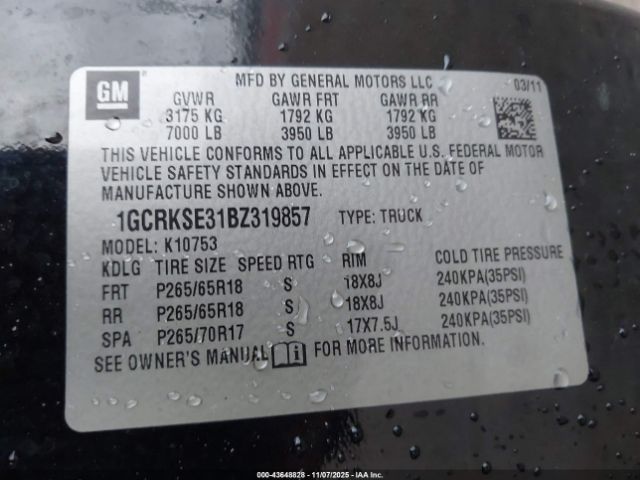 GM
MFD BY GENERAL MOTORS LLC 03/11
GVWR GAWR FRT GAWR RR
3175 KG 1792 KG 1792 KG
7000 LB 3950 LB 3950 LB
THIS VEHICLE CONFORMS TO ALL APPLICABLE U.S. FEDERAL MOTOR
VEHICLE SAFETY STANDARDS IN EFFECT ON THE DATE OF
MANUFACTURE SHOWN ABOVE.
1GCRKSE31BZ319857 TYPE: TRUCK
MODEL: K10753
KDLG TIRE SIZE SPEED RTG RIM COLD TIRE PRESSURE
FRT P265/65R18 S 18X8J 240KPA(35PSI)
RR P265/65R18 S 18X8J 240KPA(35PSI)
SPA P265/70R17 S 17X7.5J 240KPA(35PSI)
SEE OWNER'S MANUAL FOR MORE INFORMATION.
000-43648828 - 11/07/2025 - IAAI.com